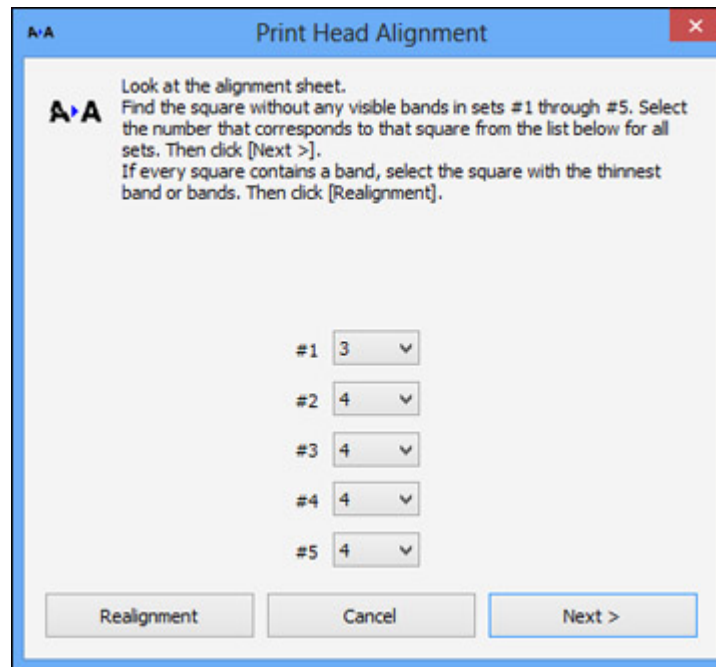 A▸A
Print Head Alignment
A▸A
Look at the alignment sheet.
Find the square without any visible bands in sets #1 through #5. Select
the number that corresponds to that square from the list below for all
sets. Then click [Next >].
If every square contains a band, select the square with the thinnest
band or bands. Then click [Realignment].
#1 3
#2 4
#3 4
#4 4
#5 4
Realignment Cancel Next >